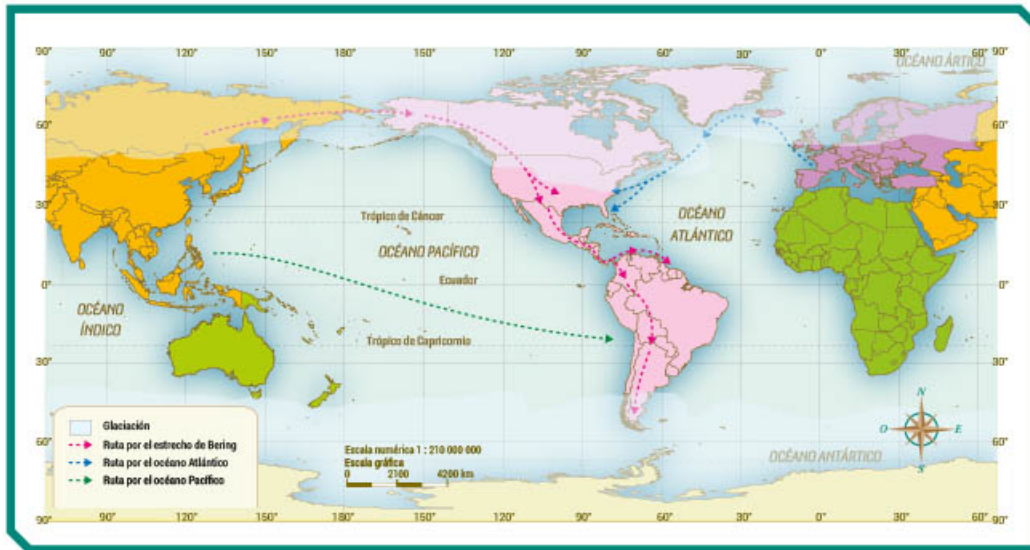 90° 90° 120° 150° 180° 150° 120° 90° 60° 30° 0° 30° 60° 90°
OCÉANO ÁRTICO
60° 60°
30° 30°
Trópico de Cáncer
OCÉANO
ATLÁNTICO
OCÉANO PACÍFICO
Ecuador
0° 0°
OCÉANO
ÍNDICO
Trópico de Capricornio
30° 30°
Glaciación
Ruta por el estrecho de Bering
Ruta por el océano Atlántico
Ruta por el océano Pacífico
N
O E
S
Escala numérica 1 : 210 000 000
Escala gráfica
0 2100 4200 km
OCÉANO ANTÁRTICO
60° 60°
90° 90° 120° 150° 180° 150° 120° 90° 60° 30° 0° 30° 60° 90°